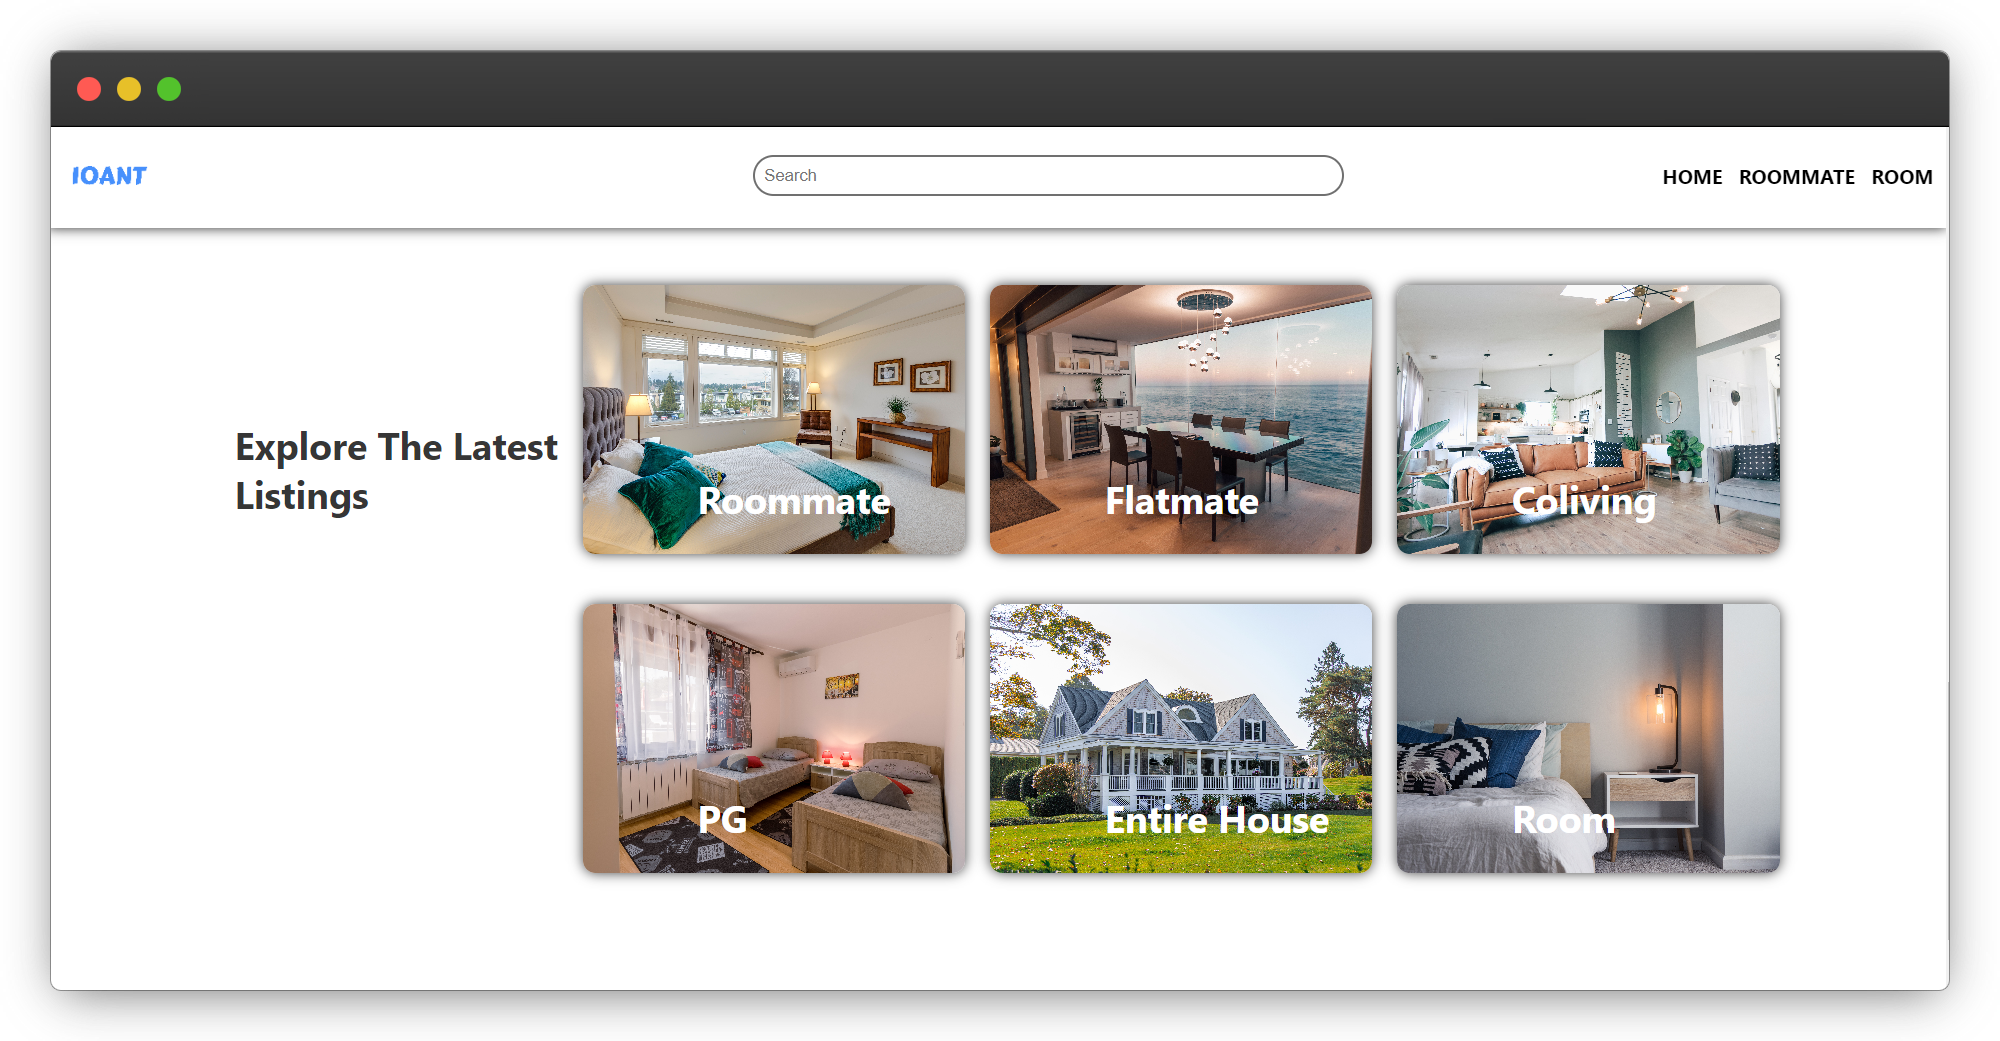 IOANT
Search
HOME ROOMMATE ROOM
Explore The Latest
Listings
Roommate
Flatmate
Coliving
PG
Entire House
Room